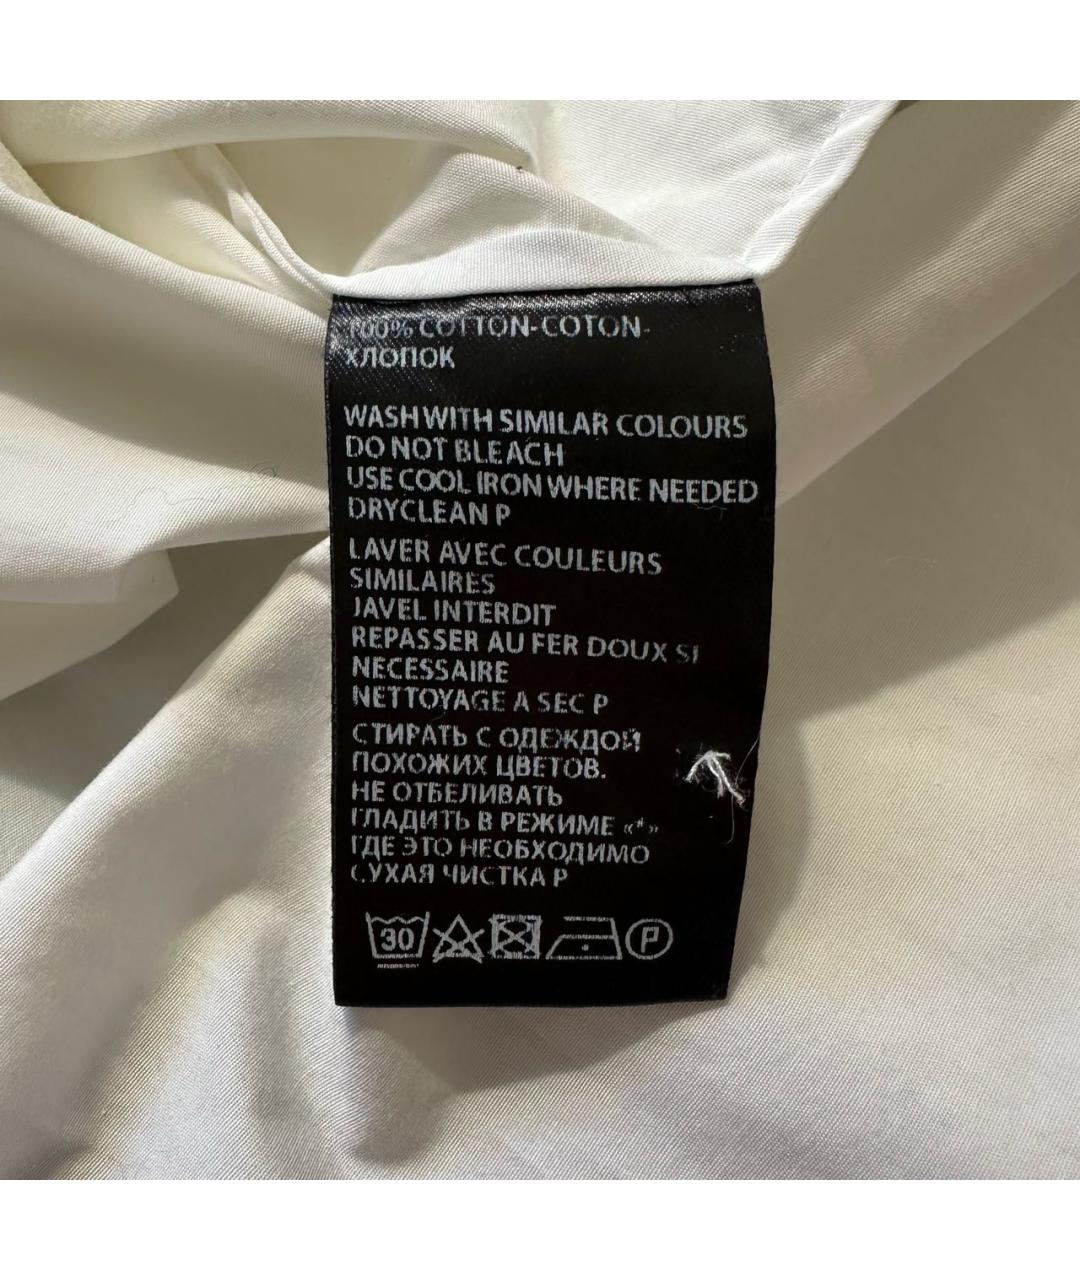 100% COTTON-COTON-
ХЛОПОК
WASH WITH SIMILAR COLOURS
DO NOT BLEACH
USE COOL IRON WHERE NEEDED
DRYCLEAN P
LAVER AVEC COULEURS
SIMILAIRES
JAVEL INTERDIT
REPASSER AU FER DOUX SI
NECESSAIRE
NETTOYAGE A SEC P
СТИРАТЬ С ОДЕЖДОЙ
ПОХОЖИХ ЦВЕТОВ.
НЕ ОТБЕЛИВАТЬ
ГЛАДИТЬ В РЕЖИМЕ «*»
ГДЕ ЭТО НЕОБХОДИМО
СУХАЯ ЧИСТКА Р
30 P